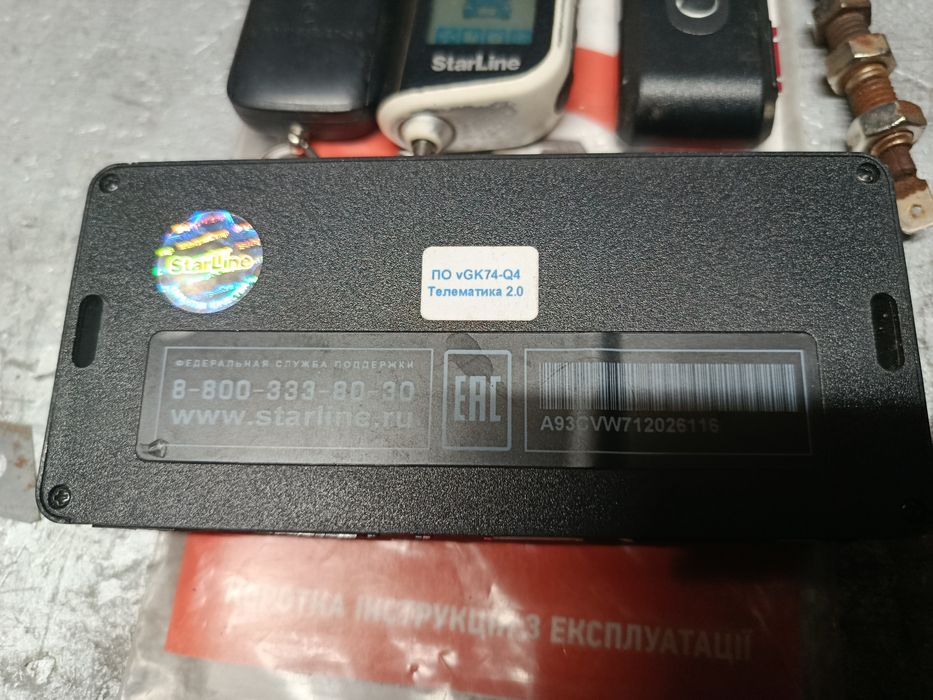 StarLine
StarLine
ПО vGK74-Q4
Телематика 2.0
ФЕДЕРАЛЬНАЯ СЛУЖБА ПОДДЕРЖКИ
8-800-333-80-30
www.starline.ru
EAC
A93CVW712026116
КОРОТКА ІНСТРУКЦІЯ З ЕКСПЛУАТАЦІЇ